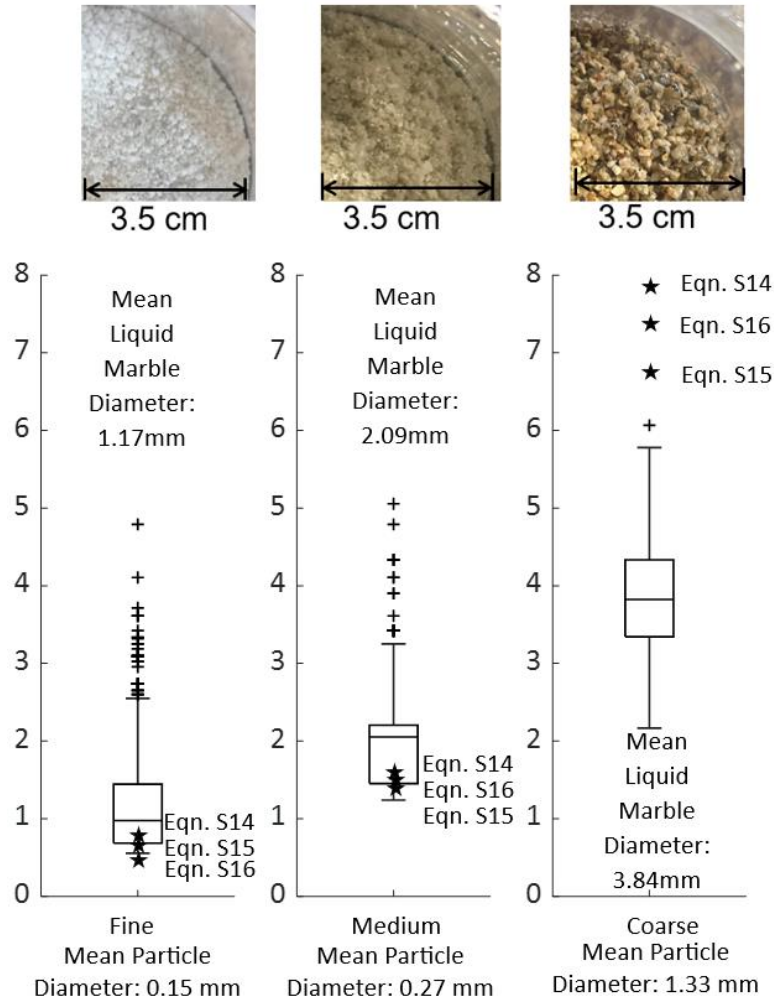 3.5 cm
3.5 cm
3.5 cm
8
7
6
5
4
3
2
1
0
Mean
Liquid
Marble
Diameter:
1.17mm
Eqn. S14
Eqn. S15
Eqn. S16
Fine
Mean Particle
Diameter: 0.15 mm
8
7
6
5
4
3
2
1
0
Mean
Liquid
Marble
Diameter:
2.09mm
Eqn. S14
Eqn. S16
Eqn. S15
Medium
Mean Particle
Diameter: 0.27 mm
8
7
6
5
4
3
2
1
0
Eqn. S14
Eqn. S16
Eqn. S15
Mean
Liquid
Marble
Diameter:
3.84mm
Coarse
Mean Particle
Diameter: 1.33 mm